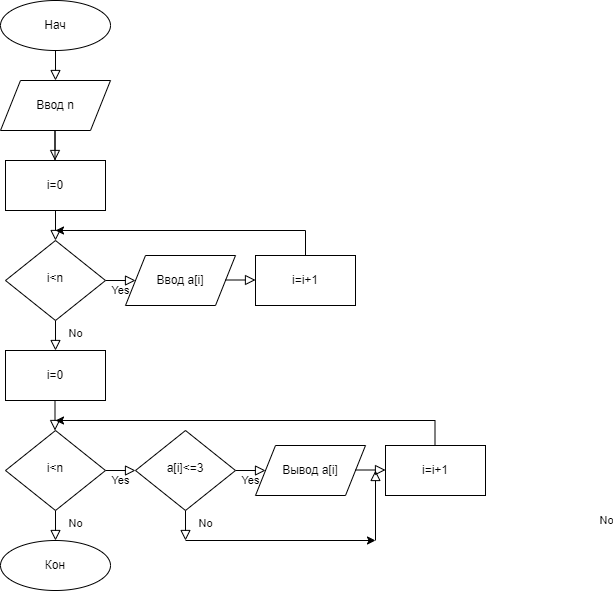 Нач
Ввод n
i=0
i<n
Yes
Ввод a[i]
i=i+1
No
i=0
i<n
Yes
a[i]<=3
Yes
Вывод a[i]
i=i+1
No
No
No
Кон